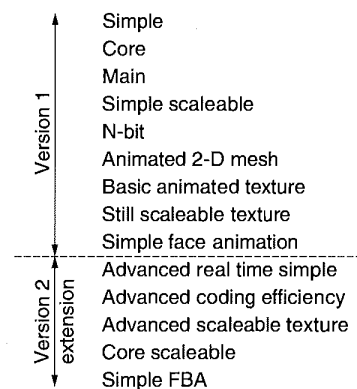 Version 1
Simple
Core
Main
Simple scaleable
N-bit
Animated 2-D mesh
Basic animated texture
Still scaleable texture
Simple face animation
Version 2
extension
Advanced real time simple
Advanced coding efficiency
Advanced scaleable texture
Core scaleable
Simple FBA